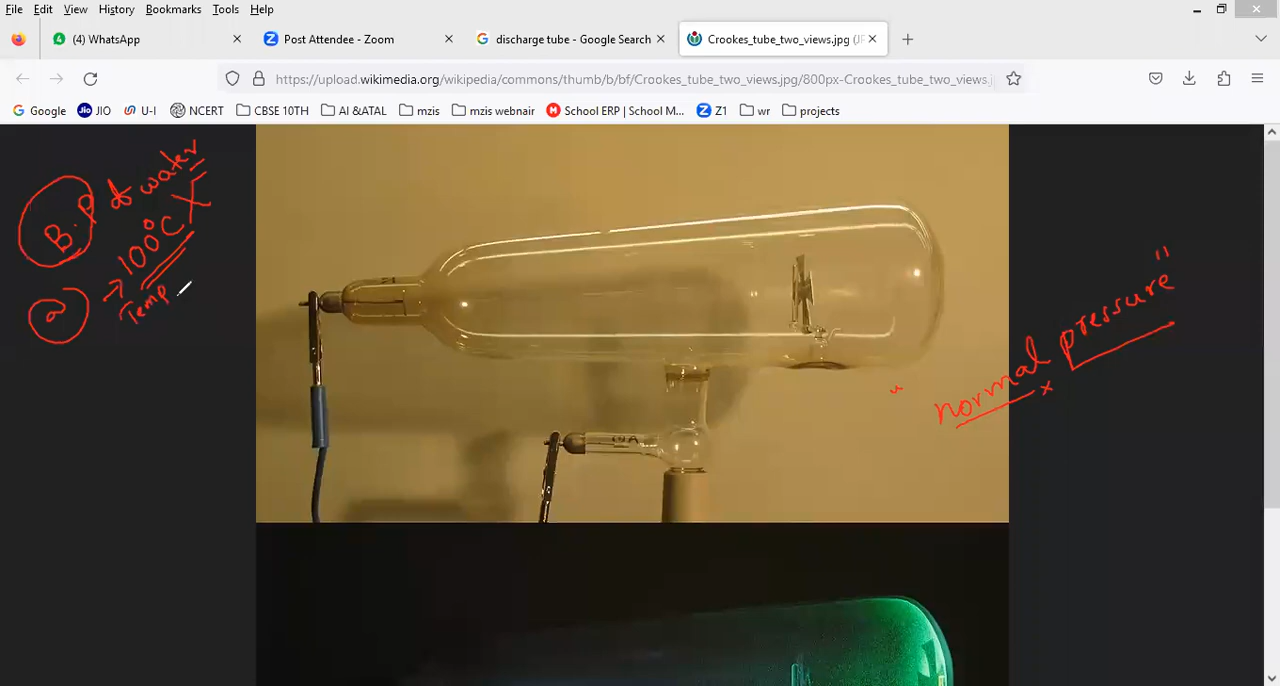 File Edit View History Bookmarks Tools Help
(4) WhatsApp
Post Attendee - Zoom
discharge tube - Google Search
Crookes_tube_two_views.jpg (JP
https://upload.wikimedia.org/wikipedia/commons/thumb/b/bf/Crookes_tube_two_views.jpg/800px-Crookes_tube_two_views.j
Google JIO U-I NCERT CBSE 10TH AI &ATAL mzis mzis webnair School ERP | School M... Z1 wr projects
B.P of water
→ 100°C X
@ Temp
" normal pressure "
x